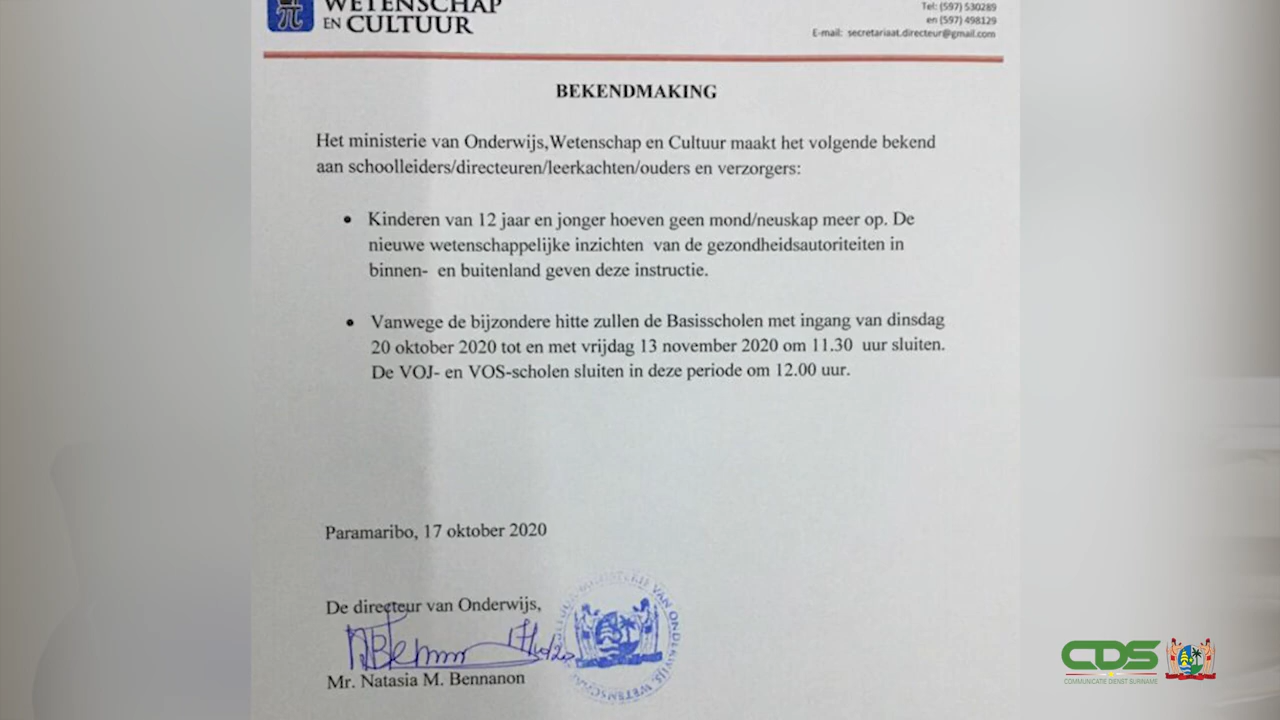 WETENSCHAP
EN CULTUUR
Tel: (597) 530289
en (597) 498129
E-mail: secretariaat.directeur@gmail.com
BEKENDMAKING
Het ministerie van Onderwijs,Wetenschap en Cultuur maakt het volgende bekend
aan schoolleiders/directeuren/leerkachten/ouders en verzorgers:
• Kinderen van 12 jaar en jonger hoeven geen mond/neuskap meer op. De
nieuwe wetenschappelijke inzichten van de gezondheidsautoriteiten in
binnen- en buitenland geven deze instructie.
• Vanwege de bijzondere hitte zullen de Basisscholen met ingang van dinsdag
20 oktober 2020 tot en met vrijdag 13 november 2020 om 11.30 uur sluiten.
De VOJ- en VOS-scholen sluiten in deze periode om 12.00 uur.
Paramaribo, 17 oktober 2020
De directeur van Onderwijs,
Mr. Natasia M. Bennanon
MINISTERIE VAN ONDERWIJS, WETENSCHAP
CDS
COMMUNICATIE DIENST SURINAME